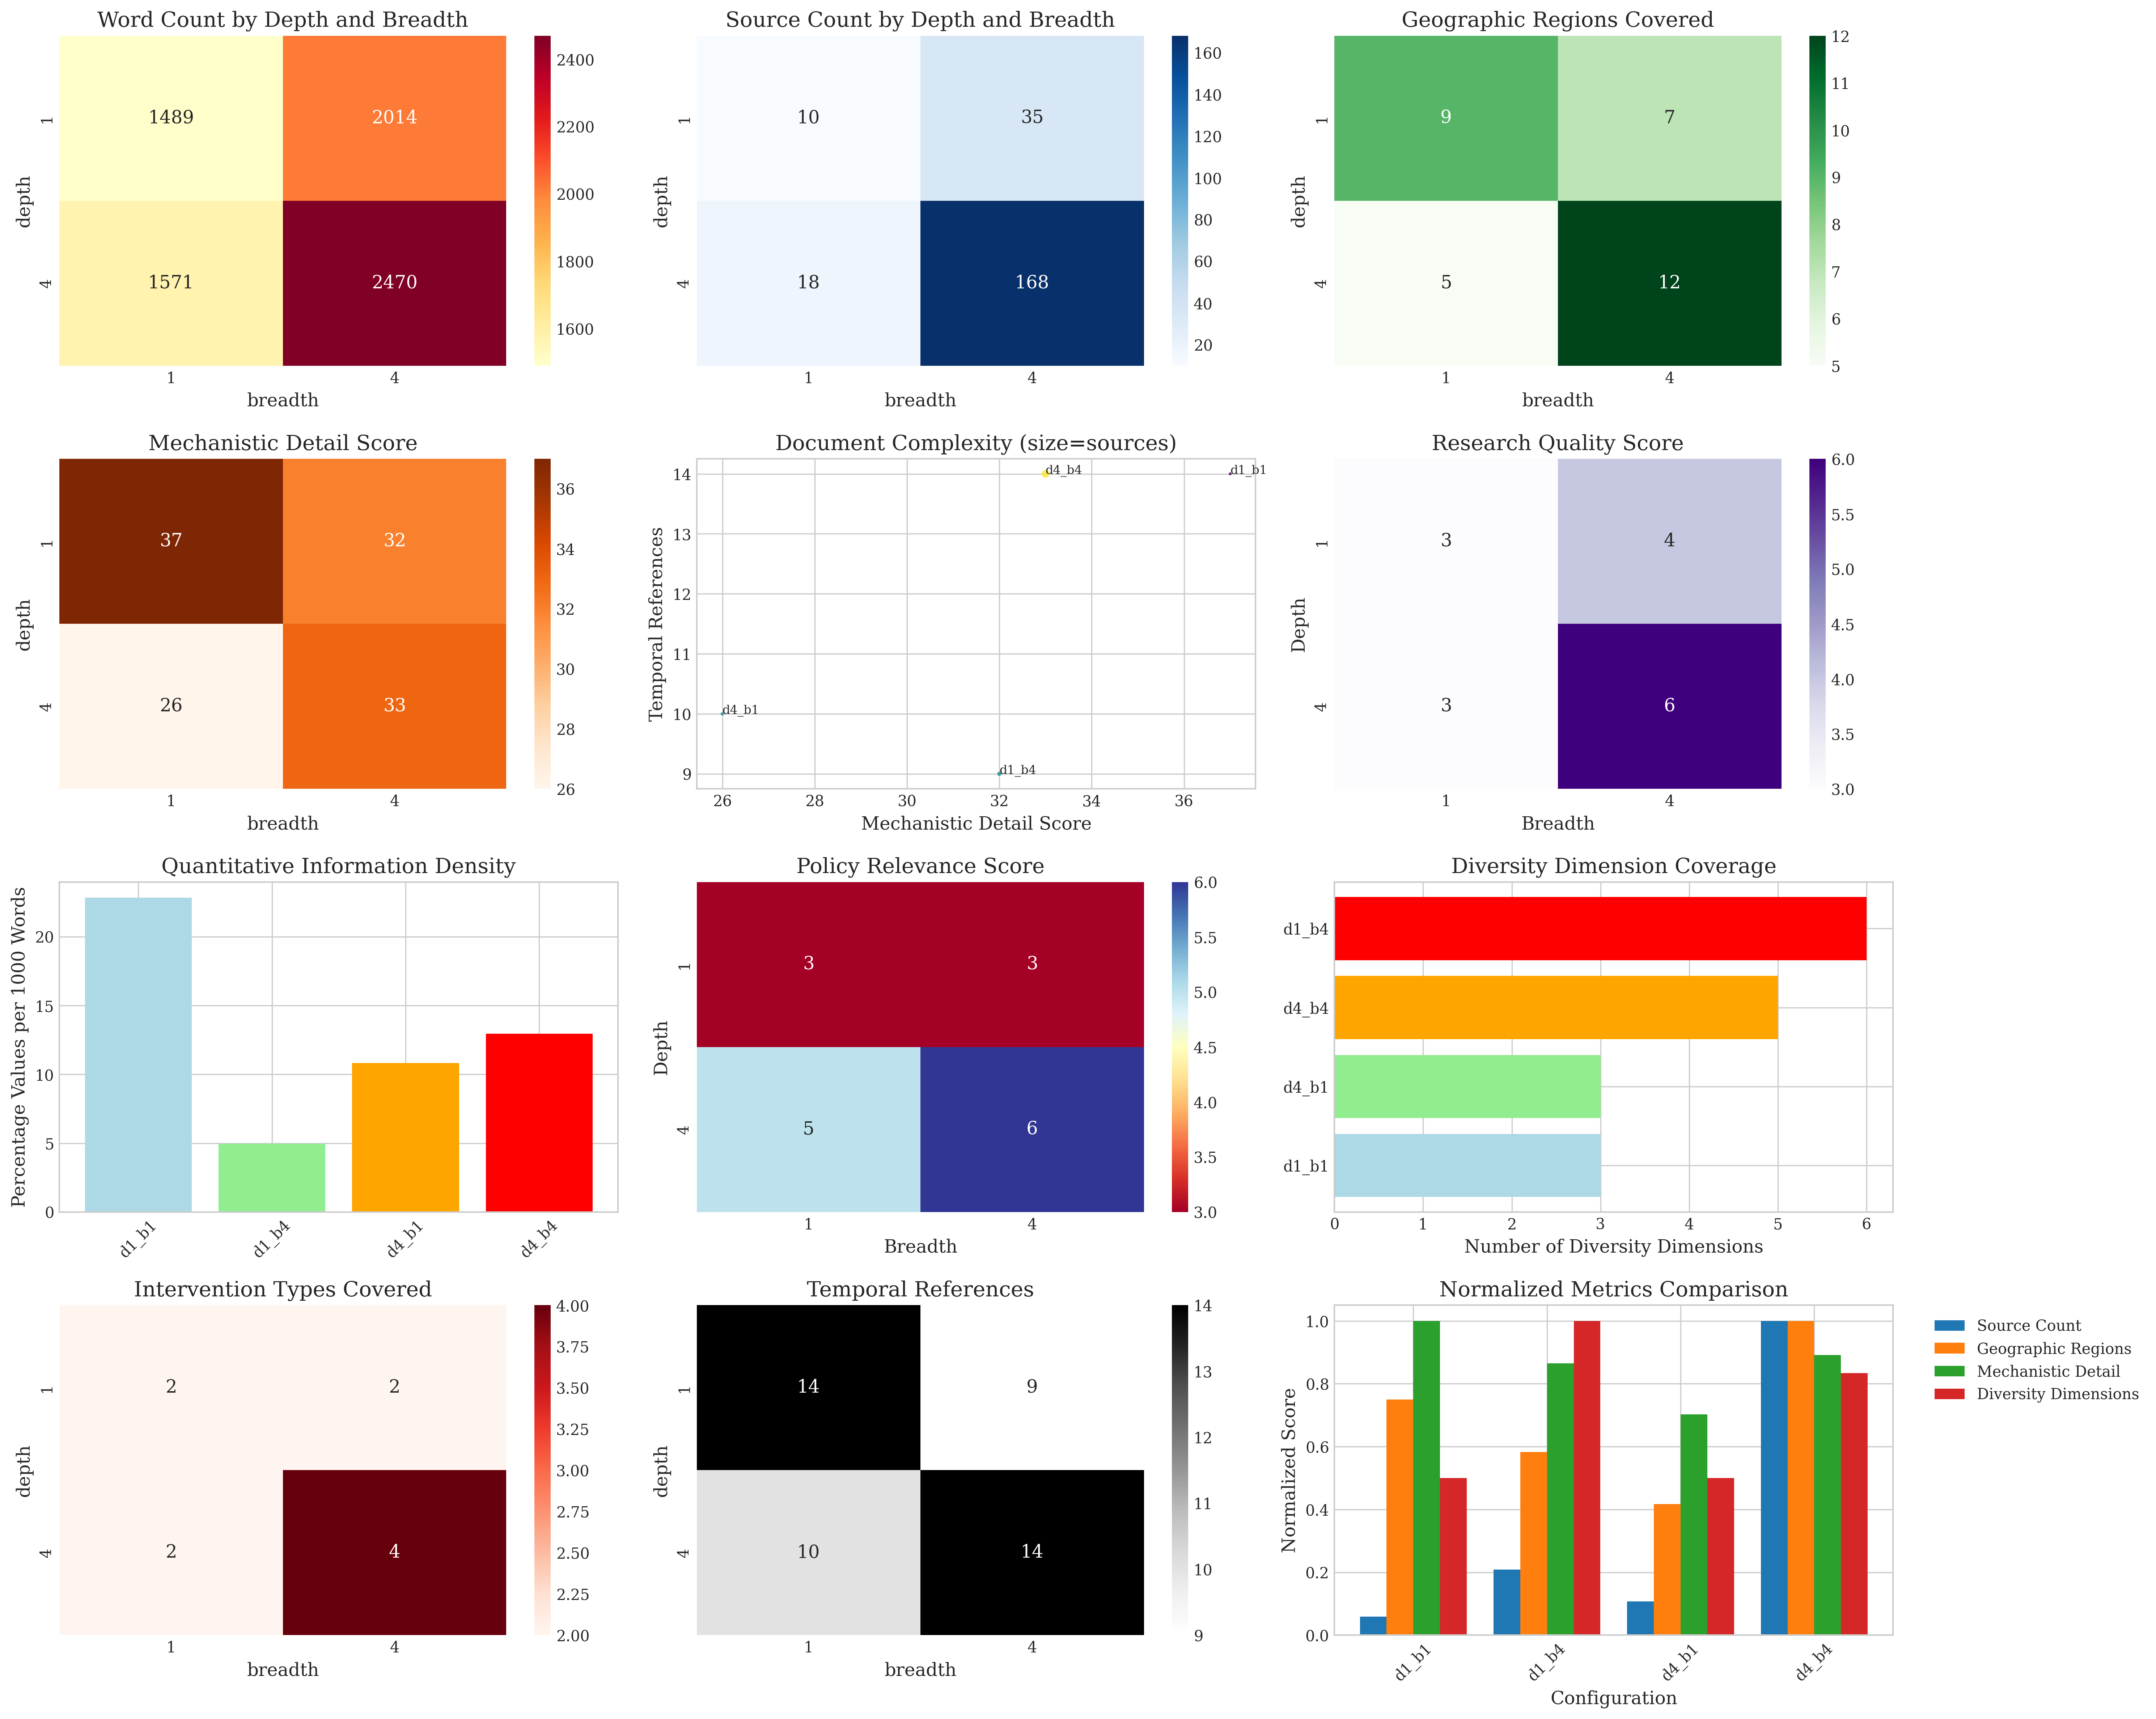 Word Count by Depth and Breadth
1489 2014
1571 2470
1
4
depth
1 4
breadth
2400
2200
2000
1800
1600
Source Count by Depth and Breadth
10 35
18 168
1
4
depth
1 4
breadth
160
140
120
100
80
60
40
20
Geographic Regions Covered
9 7
5 12
1
4
depth
1 4
breadth
12
11
10
9
8
7
6
5
Mechanistic Detail Score
37 32
26 33
1
4
depth
1 4
breadth
36
34
32
30
28
26
Document Complexity (size=sources)
Temporal References
14
13
12
11
10
9
d4_b4
d1_b1
d4_b1
d1_b4
26 28 30 32 34 36
Mechanistic Detail Score
Research Quality Score
3 4
3 6
1
4
Depth
1 4
Breadth
6.0
5.5
5.0
4.5
4.0
3.5
3.0
Quantitative Information Density
Percentage Values per 1000 Words
20
15
10
5
0
d1_b1 d1_b4 d4_b1 d4_b4
Policy Relevance Score
3 3
5 6
1
4
Depth
1 4
Breadth
6.0
5.5
5.0
4.5
4.0
3.5
3.0
Diversity Dimension Coverage
d1_b4
d4_b4
d4_b1
d1_b1
0 1 2 3 4 5 6
Number of Diversity Dimensions
Intervention Types Covered
2 2
2 4
1
4
depth
1 4
breadth
4.00
3.75
3.50
3.25
3.00
2.75
2.50
2.25
2.00
Temporal References
14 9
10 14
1
4
depth
1 4
breadth
14
13
12
11
10
9
Normalized Metrics Comparison
Normalized Score
1.0
0.8
0.6
0.4
0.2
0.0
d1_b1 d1_b4 d4_b1 d4_b4
Configuration
Source Count
Geographic Regions
Mechanistic Detail
Diversity Dimensions